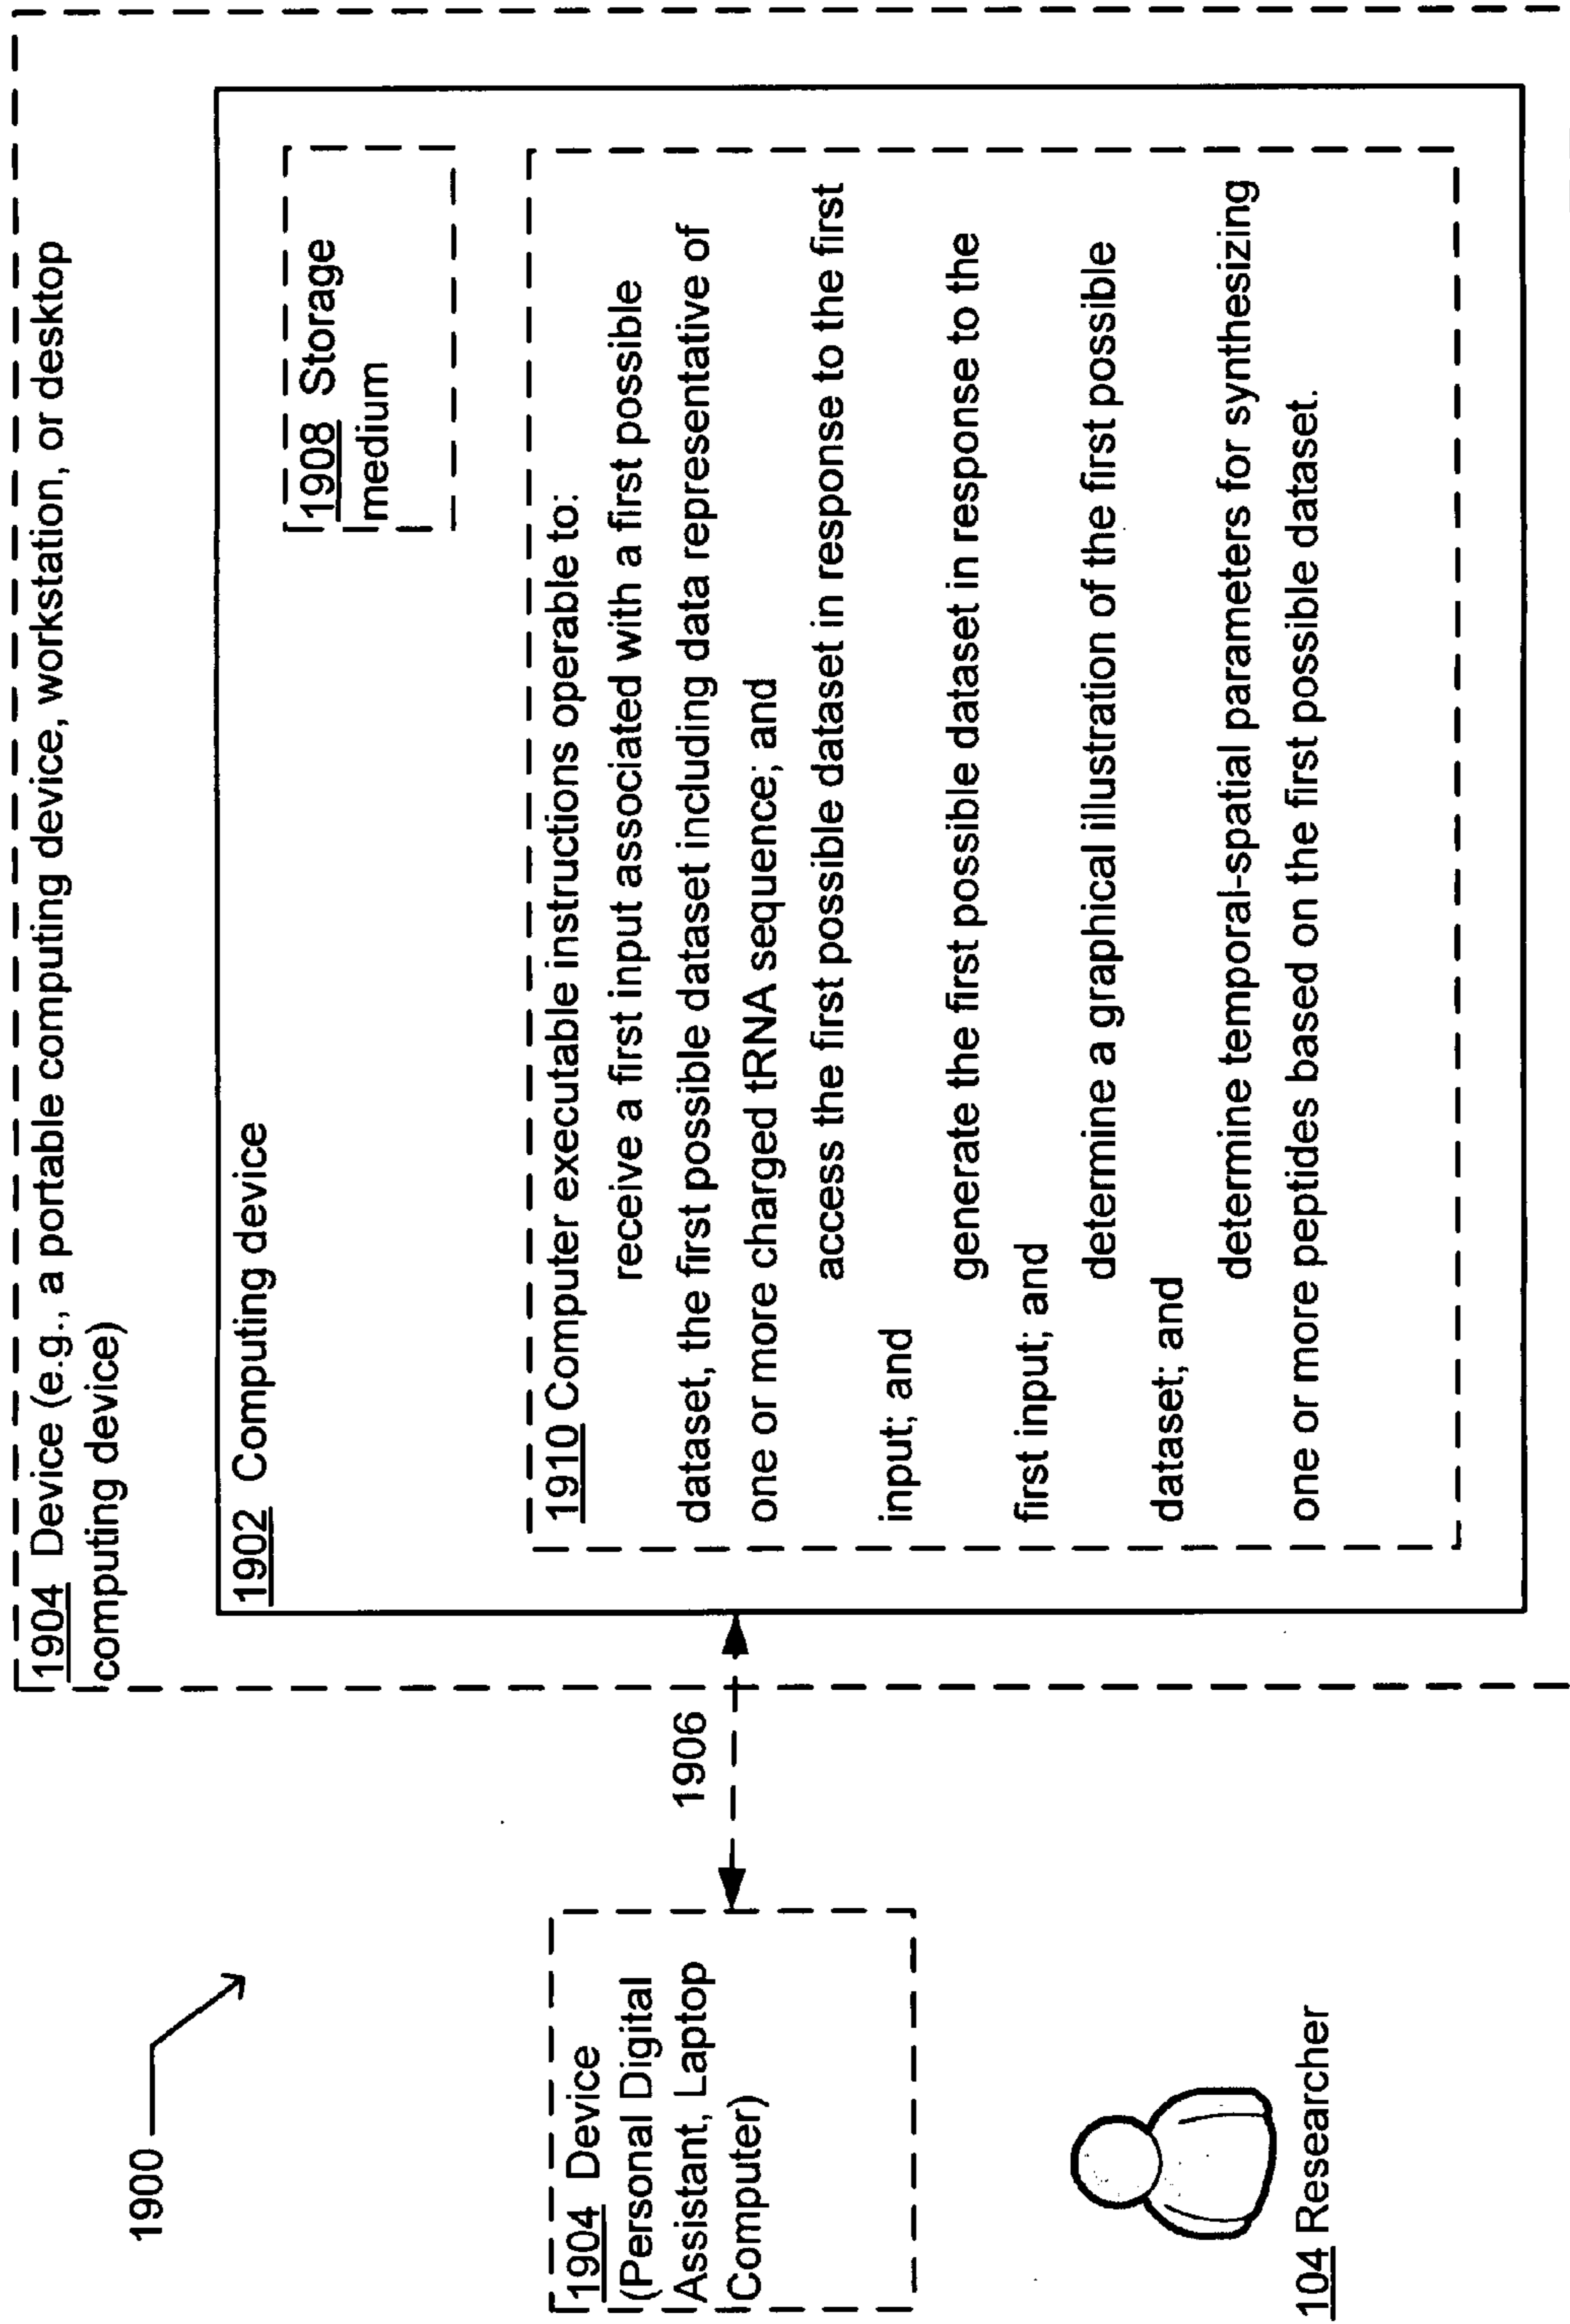 1900
1904 Device (e.g., a portable computing device, workstation, or desktop
computing device)
1902 Computing device
1908 Storage
medium
1910 Computer executable instructions operable to:
receive a first input associated with a first possible
dataset, the first possible dataset including data representative of
one or more charged tRNA sequence; and
access the first possible dataset in response to the first
input; and
generate the first possible dataset in response to the
first input; and
determine a graphical illustration of the first possible
dataset; and
determine temporal-spatial parameters for synthesizing
one or more peptides based on the first possible dataset.
1906
1904 Device
(Personal Digital
Assistant, Laptop
Computer)
104 Researcher